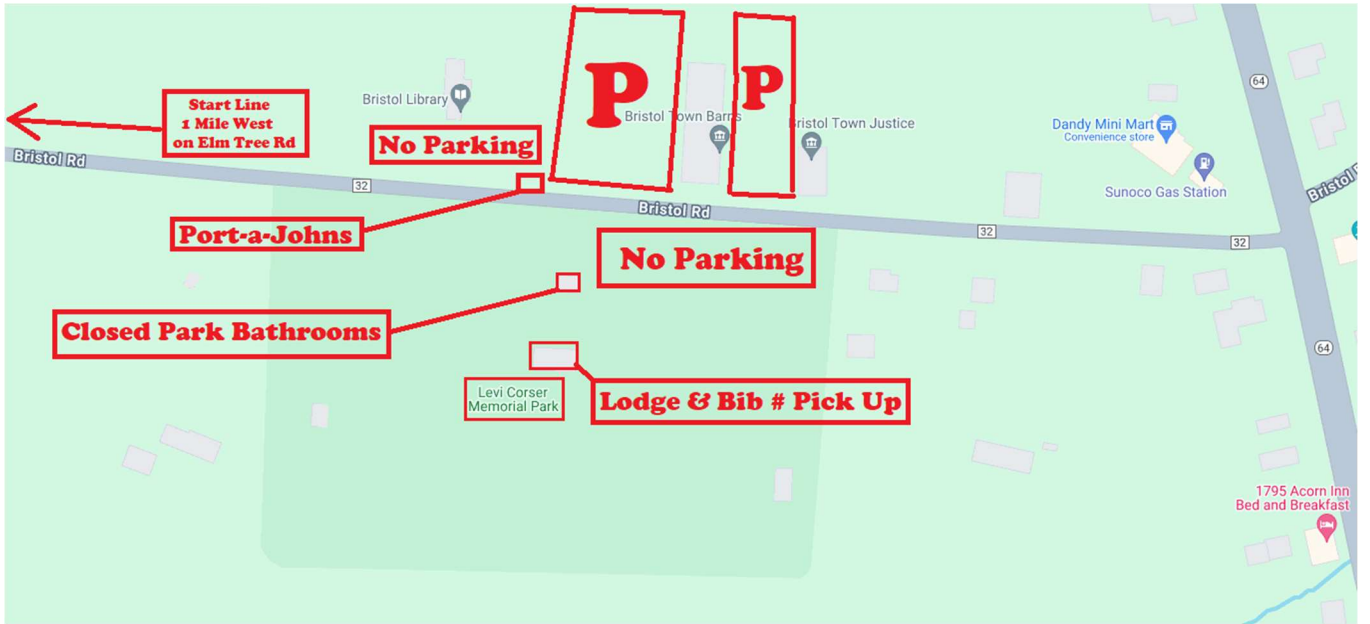 P
P
64
Bristol Library
Start Line
1 Mile West
on Elm Tree Rd
Bristol Town Barns
Bristol Town Justice
Dandy Mini Mart
Convenience store
No Parking
Bristol Rd
32
Sunoco Gas Station
Bristol Rd
Port-a-Johns
32
32
No Parking
Closed Park Bathrooms
64
Levi Corser
Memorial Park
Lodge & Bib # Pick Up
1795 Acorn Inn
Bed and Breakfast